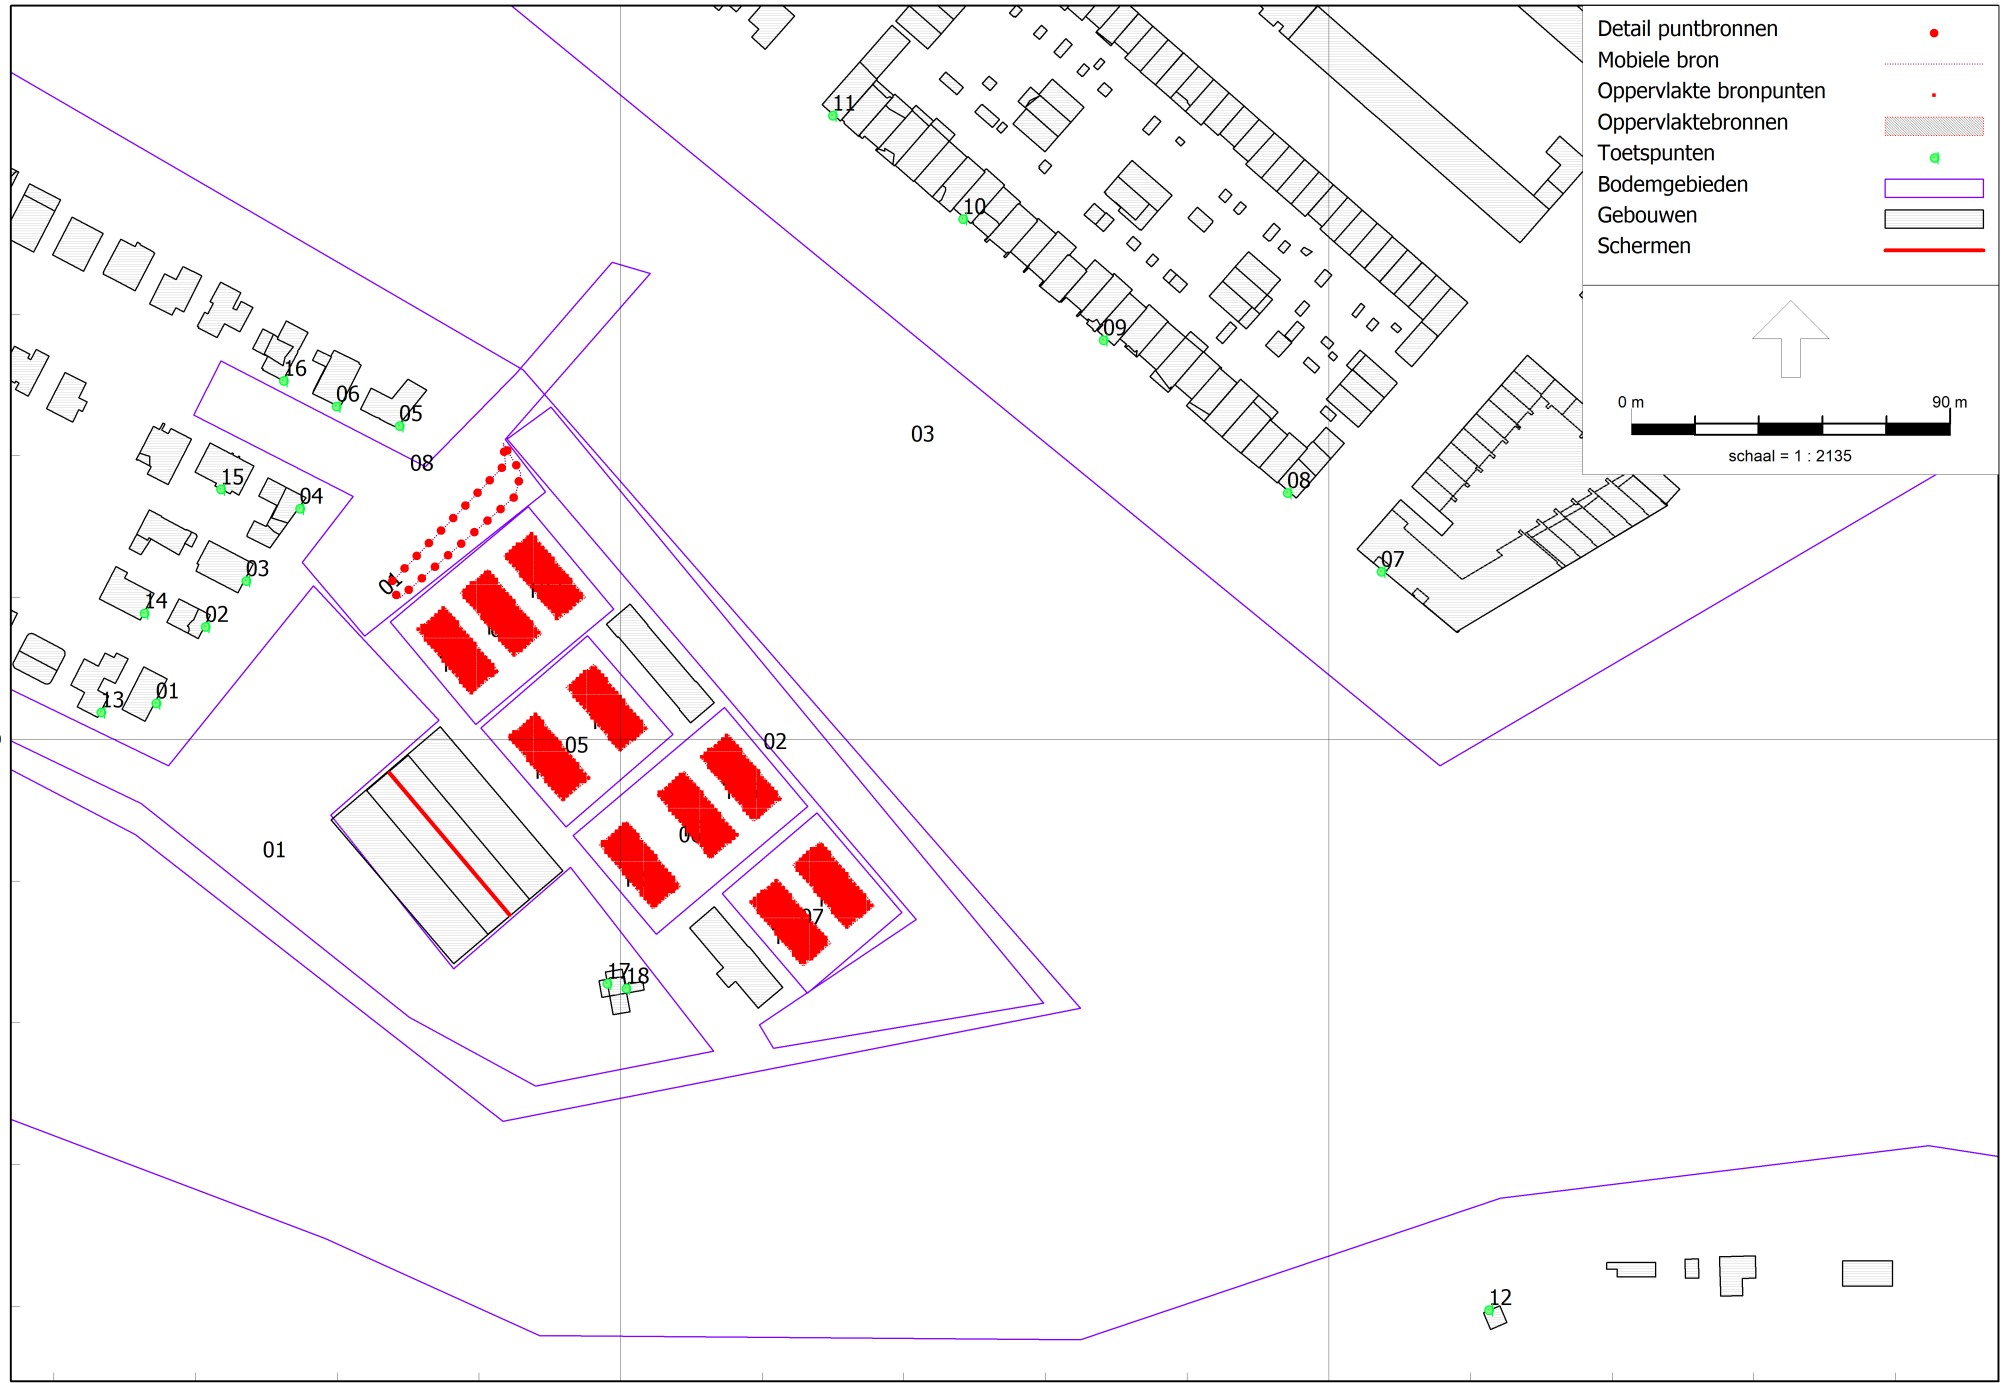 Detail puntbronnen
Mobiele bron
Oppervlakte bronpunten
Oppervlaktebronnen
Toetspunten
Bodemgebieden
Gebouwen
Schermen
0 m 90 m
schaal = 1 : 2135
11
10
09
16
06
05
03
08
15
08
04
07
03
01
14
02
01
13
05
02
01
07
17
18
12